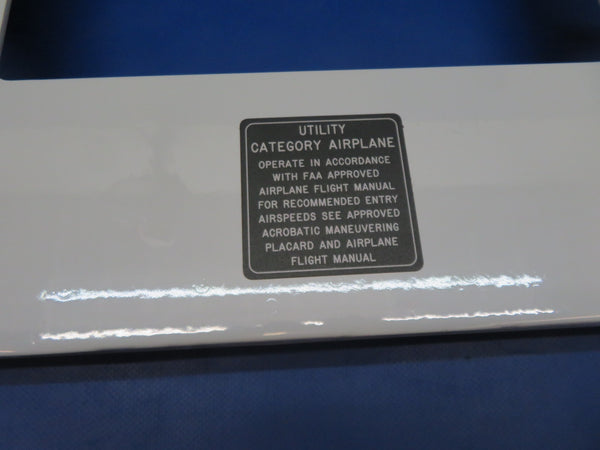 UTILITY
CATEGORY AIRPLANE
OPERATE IN ACCORDANCE
WITH FAA APPROVED
AIRPLANE FLIGHT MANUAL
FOR RECOMMENDED ENTRY
AIRSPEEDS SEE APPROVED
ACROBATIC MANEUVERING
PLACARD AND AIRPLANE
FLIGHT MANUAL